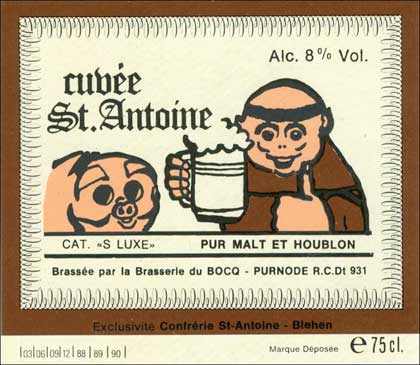 Alc. 8% Vol.
cuvée
St. Antoine
CAT. «S LUXE» PUR MALT ET HOUBLON
Brassée par la Brasserie du BOCQ - PURNODE R.C.Dt 931
Exclusivité Confrérie St-Antoine - Blehen
|03|06|09|12|88|89|90| Marque Déposée e 75 cl.